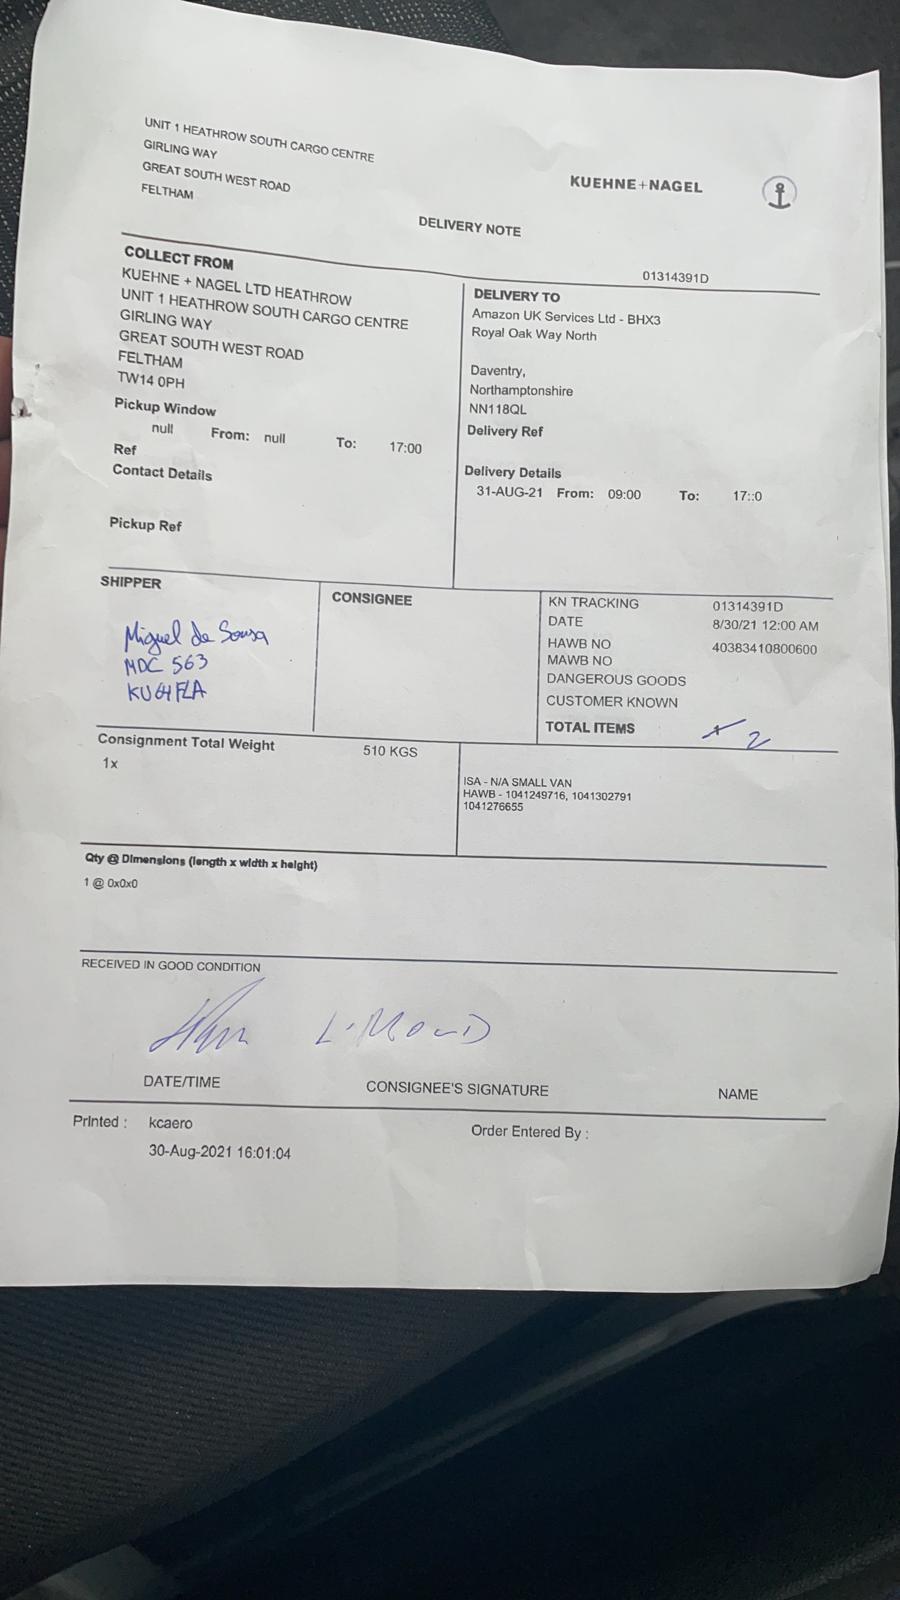 UNIT 1 HEATHROW SOUTH CARGO CENTRE
GIRLING WAY
GREAT SOUTH WEST ROAD
FELTHAM
KUEHNE+NAGEL
DELIVERY NOTE
01314391D
COLLECT FROM
KUEHNE + NAGEL LTD HEATHROW
UNIT 1 HEATHROW SOUTH CARGO CENTRE
GIRLING WAY
GREAT SOUTH WEST ROAD
FELTHAM
TW14 0PH
Pickup Window
null From: null To: 17:00
Ref
Contact Details
Pickup Ref
DELIVERY TO
Amazon UK Services Ltd - BHX3
Royal Oak Way North
Daventry,
Northamptonshire
NN118QL
Delivery Ref
Delivery Details
31-AUG-21 From: 09:00 To: 17::0
SHIPPER
Miguel de Sousa
MDC 563
KU64FLA
CONSIGNEE
KN TRACKING 01314391D
DATE 8/30/21 12:00 AM
HAWB NO 40383410800600
MAWB NO
DANGEROUS GOODS
CUSTOMER KNOWN
TOTAL ITEMS 2
Consignment Total Weight 510 KGS
1x
ISA - N/A SMALL VAN
HAWB - 1041249716, 1041302791
1041276655
Qty @ Dimensions (length x width x height)
1 @ 0x0x0
RECEIVED IN GOOD CONDITION
DATE/TIME CONSIGNEE'S SIGNATURE NAME
Printed : kcaero
30-Aug-2021 16:01:04
Order Entered By :